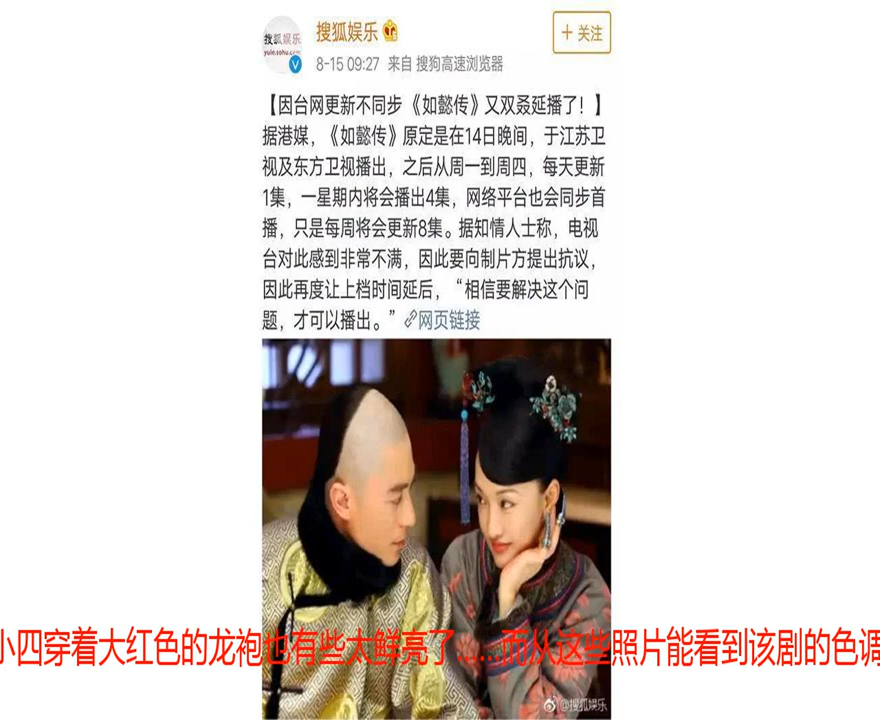 搜狐娱乐
yule.sohu.com
搜狐娱乐
+ 关注
8-15 09:27 来自 搜狗高速浏览器
【因台网更新不同步 《如懿传》又双叒延播了！】
据港媒，《如懿传》原定是在14日晚间，于江苏卫
视及东方卫视播出，之后从周一到周四，每天更新
1集，一星期内将会播出4集，网络平台也会同步首
播，只是每周将会更新8集。据知情人士称，电视
台对此感到非常不满，因此要向制片方提出抗议，
因此再度让上档时间延后，“相信要解决这个问
题，才可以播出。” 网页链接
小四穿着大红色的龙袍也有些太鲜亮了……而从这些照片能看到该剧的色调
@搜狐娱乐